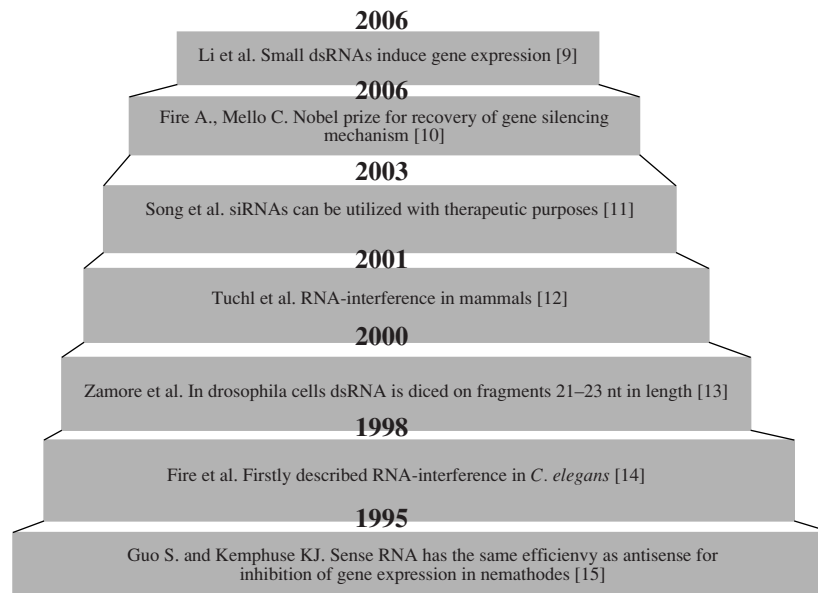 2006
Li et al. Small dsRNAs induce gene expression [9]
2006
Fire A., Mello C. Nobel prize for recovery of gene silencing
mechanism [10]
2003
Song et al. siRNAs can be utilized with therapeutic purposes [11]
2001
Tuchl et al. RNA-interference in mammals [12]
2000
Zamore et al. In drosophila cells dsRNA is diced on fragments 21–23 nt in length [13]
1998
Fire et al. Firstly described RNA-interference in C. elegans [14]
1995
Guo S. and Kemphuse KJ. Sense RNA has the same efficienvy as antisense for
inhibition of gene expression in nemathodes [15]